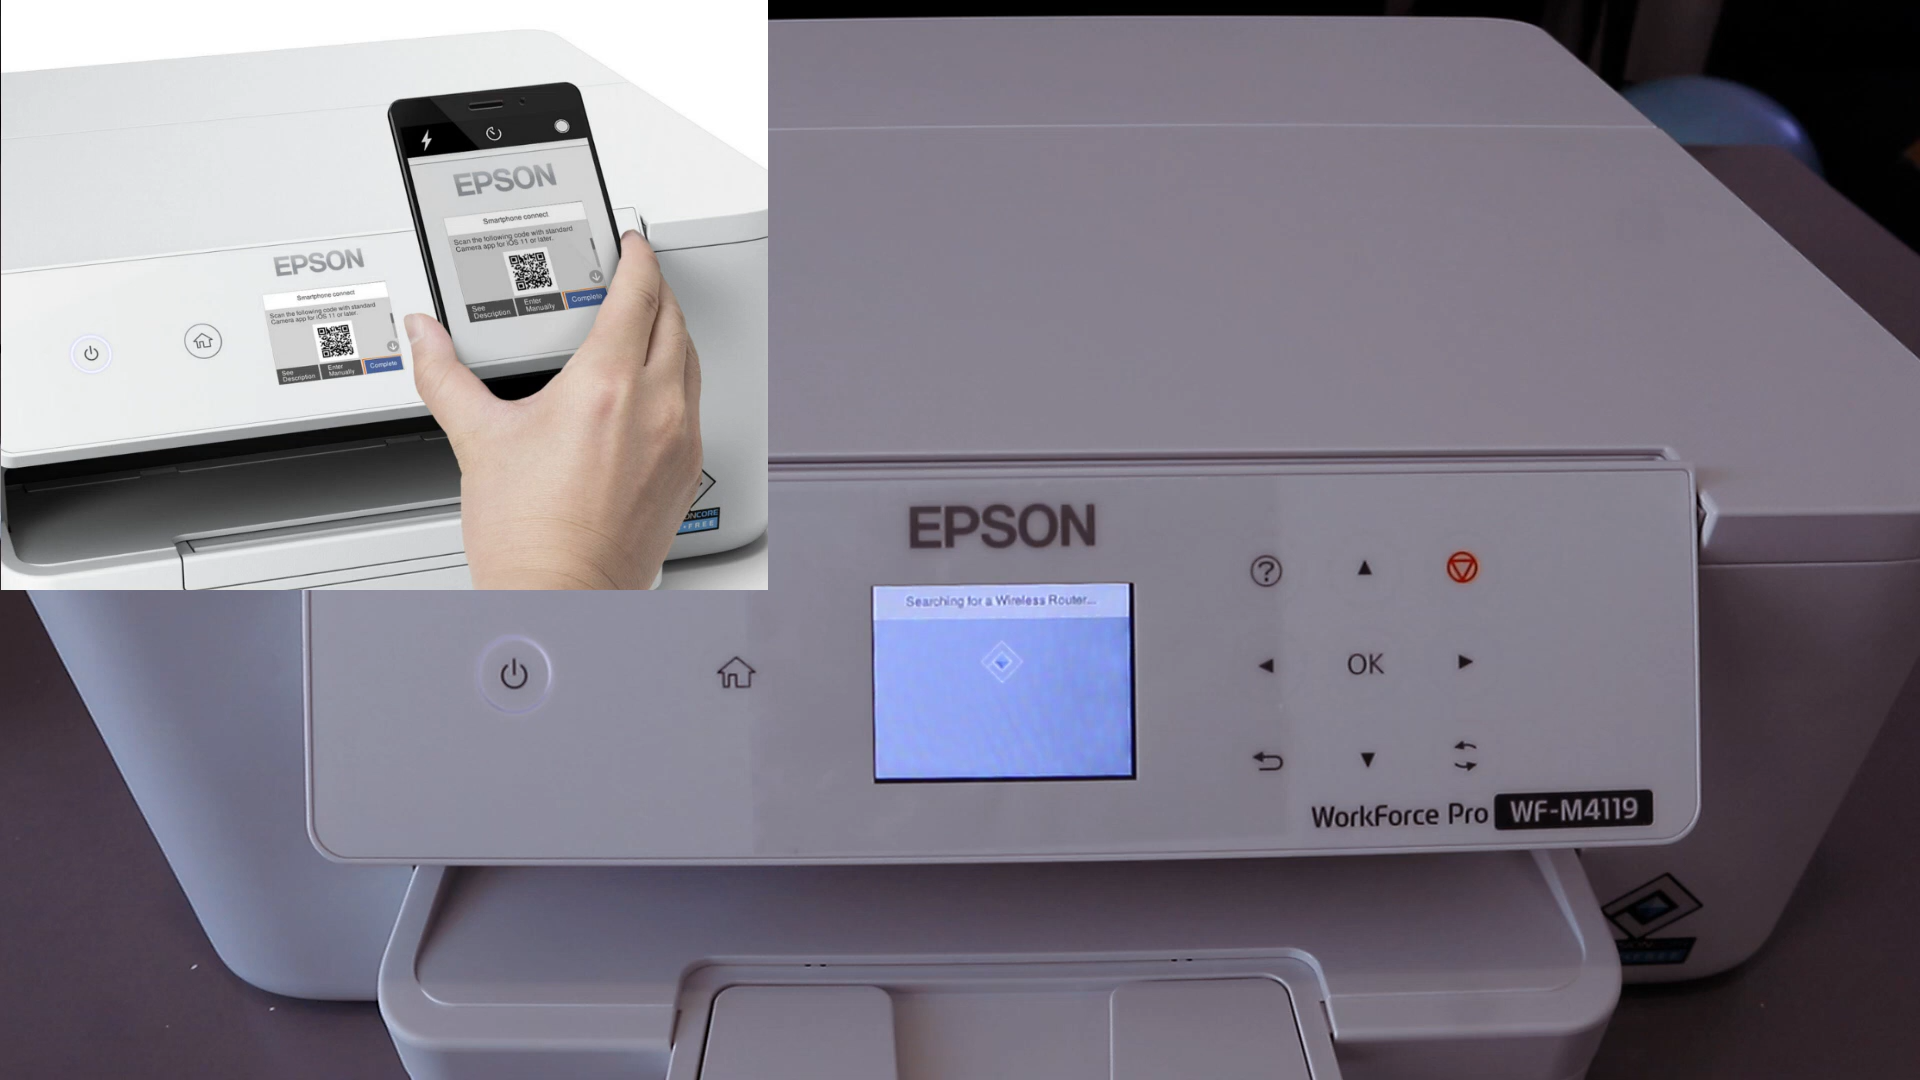 EPSON
Smartphone connect
Scan the following code with standard
Camera app for iOS 11 or later.
See
Description
Enter
Manually
Complete
EPSON
Smartphone connect
Scan the following code with standard
Camera app for iOS 11 or later.
See
Description
Enter
Manually
Complete
EPSON
Searching for a Wireless Router...
?
OK
WorkForce Pro WF-M4119